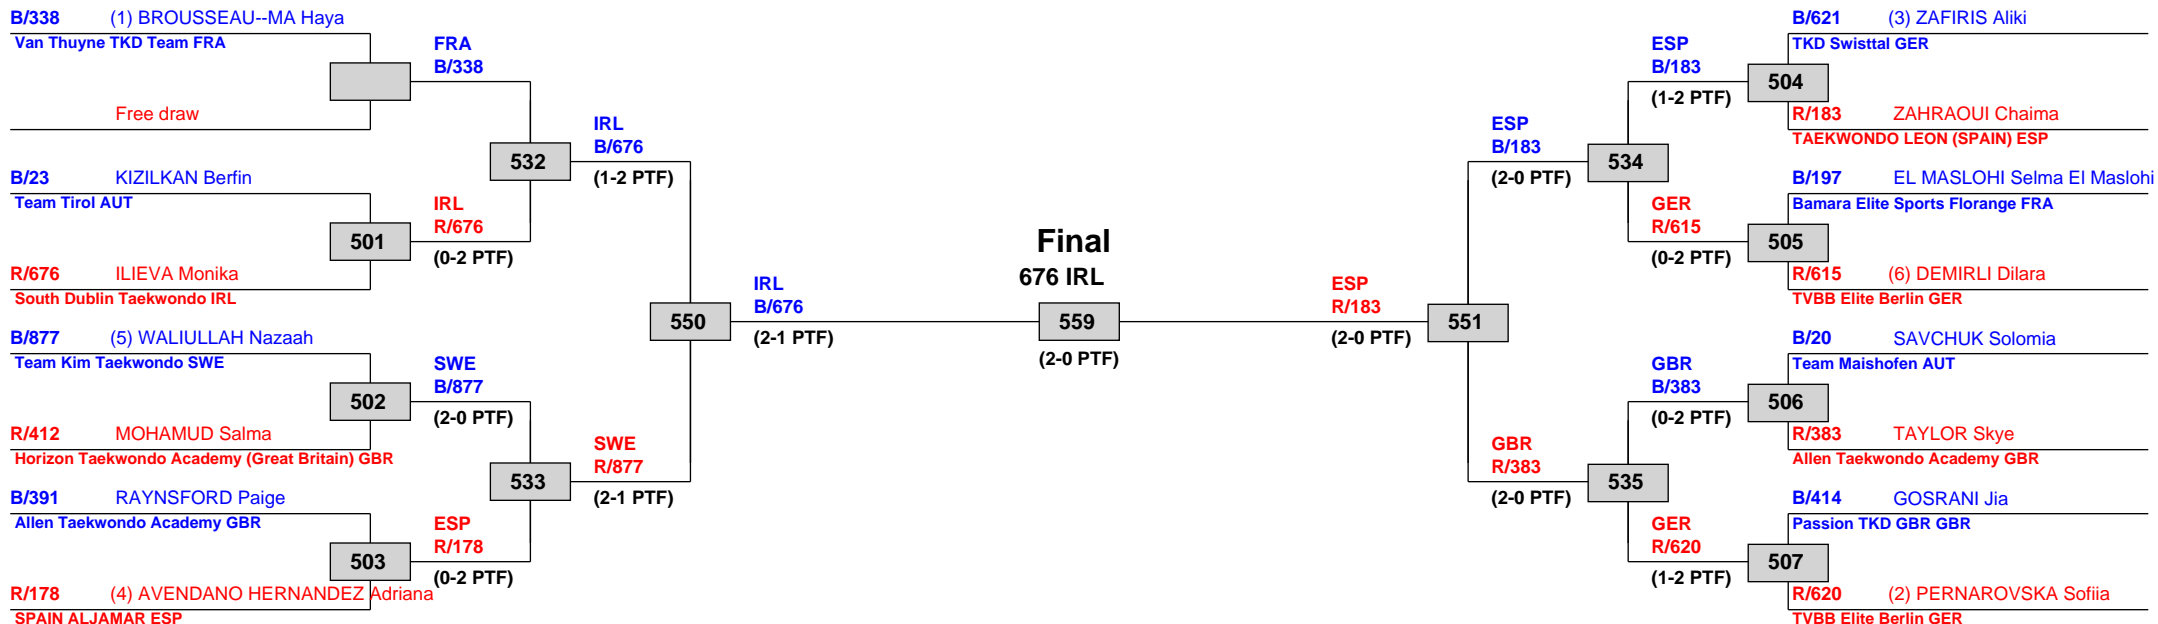 B/338 (1) BROUSSEAU--MA Haya
Van Thuyne TKD Team FRA
Free draw
B/23 KIZILKAN Berfin
Team Tirol AUT
501
R/676 ILIEVA Monika
South Dublin Taekwondo IRL
B/877 (5) WALIULLAH Nazaah
Team Kim Taekwondo SWE
502
R/412 MOHAMUD Salma
Horizon Taekwondo Academy (Great Britain) GBR
B/391 RAYNSFORD Paige
Allen Taekwondo Academy GBR
503
R/178 (4) AVENDANO HERNANDEZ Adriana
SPAIN ALJAMAR ESP
FRA
B/338
532
IRL
R/676
(0-2 PTF)
SWE
B/877
(2-0 PTF)
533
ESP
R/178
(0-2 PTF)
IRL
B/676
(1-2 PTF)
550
SWE
R/877
(2-1 PTF)
IRL
B/676
(2-1 PTF)
Final
676 IRL
559
(2-0 PTF)
ESP
R/183
(2-0 PTF)
551
ESP
B/183
(2-0 PTF)
GBR
R/383
(2-0 PTF)
534
535
ESP
B/183
(1-2 PTF)
GER
R/615
(0-2 PTF)
GBR
B/383
(0-2 PTF)
GER
R/620
(1-2 PTF)
B/621 (3) ZAFIRIS Aliki
TKD Swisttal GER
504
R/183 ZAHRAOUI Chaima
TAEKWONDO LEON (SPAIN) ESP
B/197 EL MASLOHI Selma El Maslohi
Bamara Elite Sports Florange FRA
505
R/615 (6) DEMIRLI Dilara
TVBB Elite Berlin GER
B/20 SAVCHUK Solomia
Team Maishofen AUT
506
R/383 TAYLOR Skye
Allen Taekwondo Academy GBR
B/414 GOSRANI Jia
Passion TKD GBR GBR
507
R/620 (2) PERNAROVSKA Sofiia
TVBB Elite Berlin GER